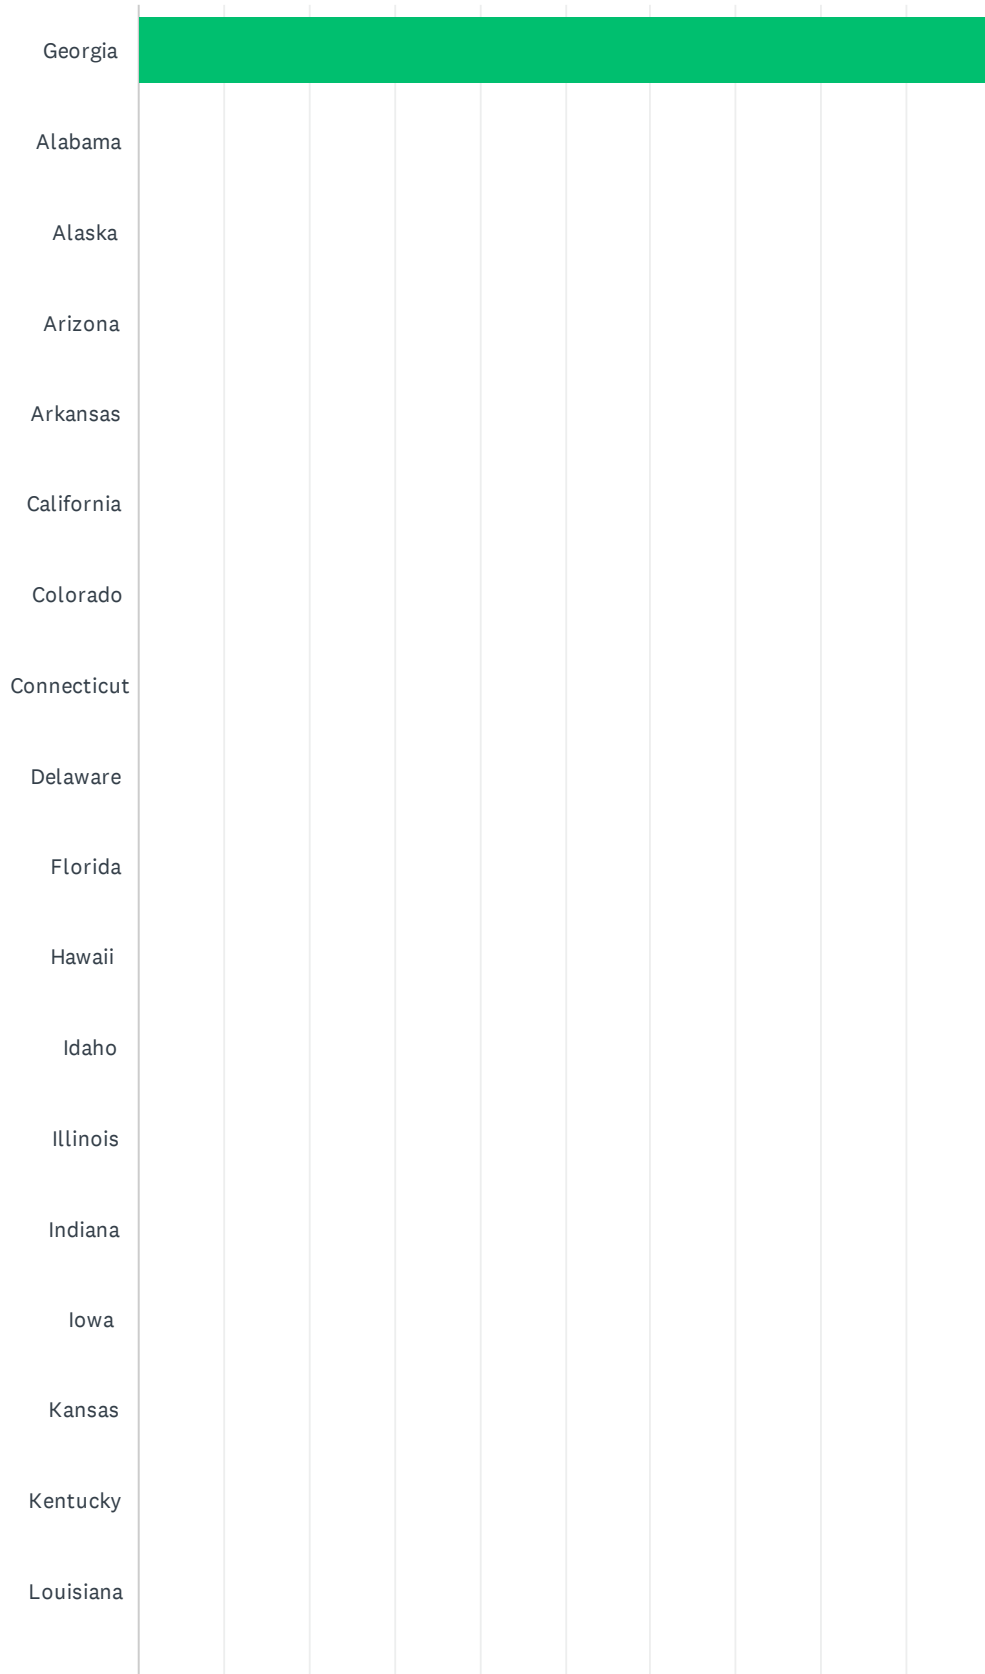 Georgia
Alabama
Alaska
Arizona
Arkansas
California
Colorado
Connecticut
Delaware
Florida
Hawaii
Idaho
Illinois
Indiana
Iowa
Kansas
Kentucky
Louisiana